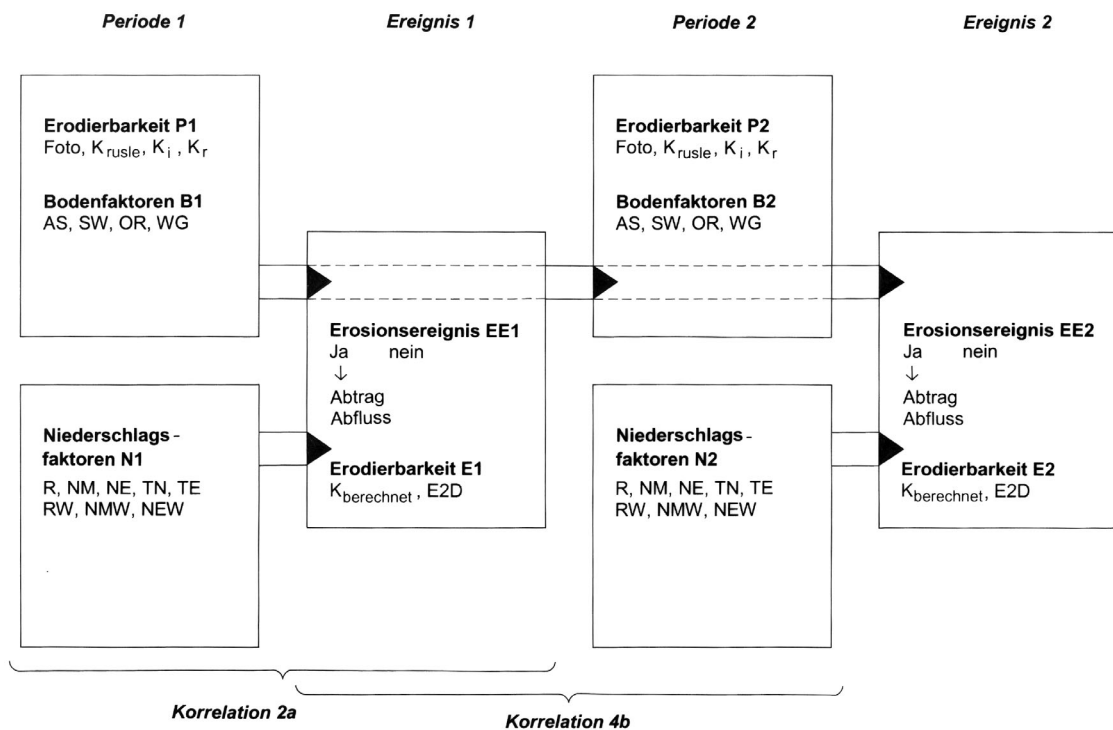 Periode 1
Ereignis 1
Periode 2
Ereignis 2
Erodierbarkeit P1
Foto, Krusle, Ki , Kr
Bodenfaktoren B1
AS, SW, OR, WG
Niederschlags-
faktoren N1
R, NM, NE, TN, TE
RW, NMW, NEW
Erosionsereignis EE1
Ja nein
↓
Abtrag
Abfluss
Erodierbarkeit E1
Kberechnet , E2D
Erodierbarkeit P2
Foto, Krusle, Ki , Kr
Bodenfaktoren B2
AS, SW, OR, WG
Niederschlags-
faktoren N2
R, NM, NE, TN, TE
RW, NMW, NEW
Erosionsereignis EE2
Ja nein
↓
Abtrag
Abfluss
Erodierbarkeit E2
Kberechnet , E2D
Korrelation 2a
Korrelation 4b